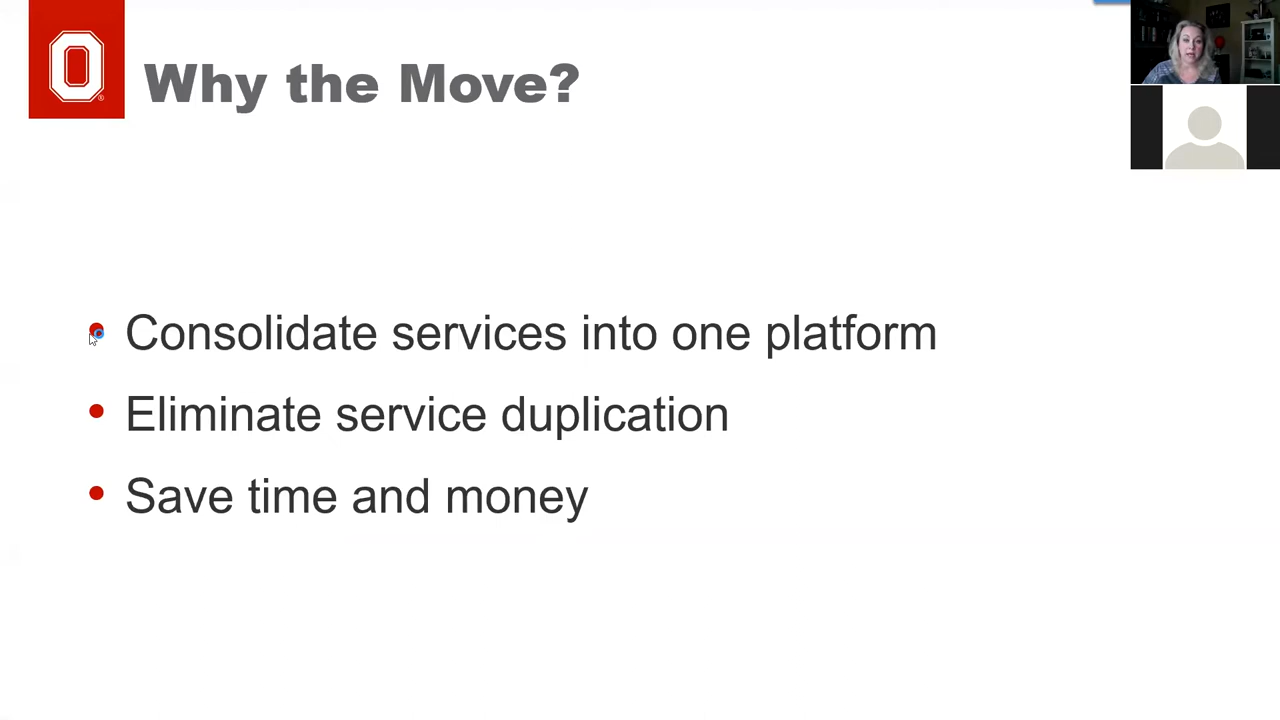 O
Why the Move?
Consolidate services into one platform
Eliminate service duplication
Save time and money